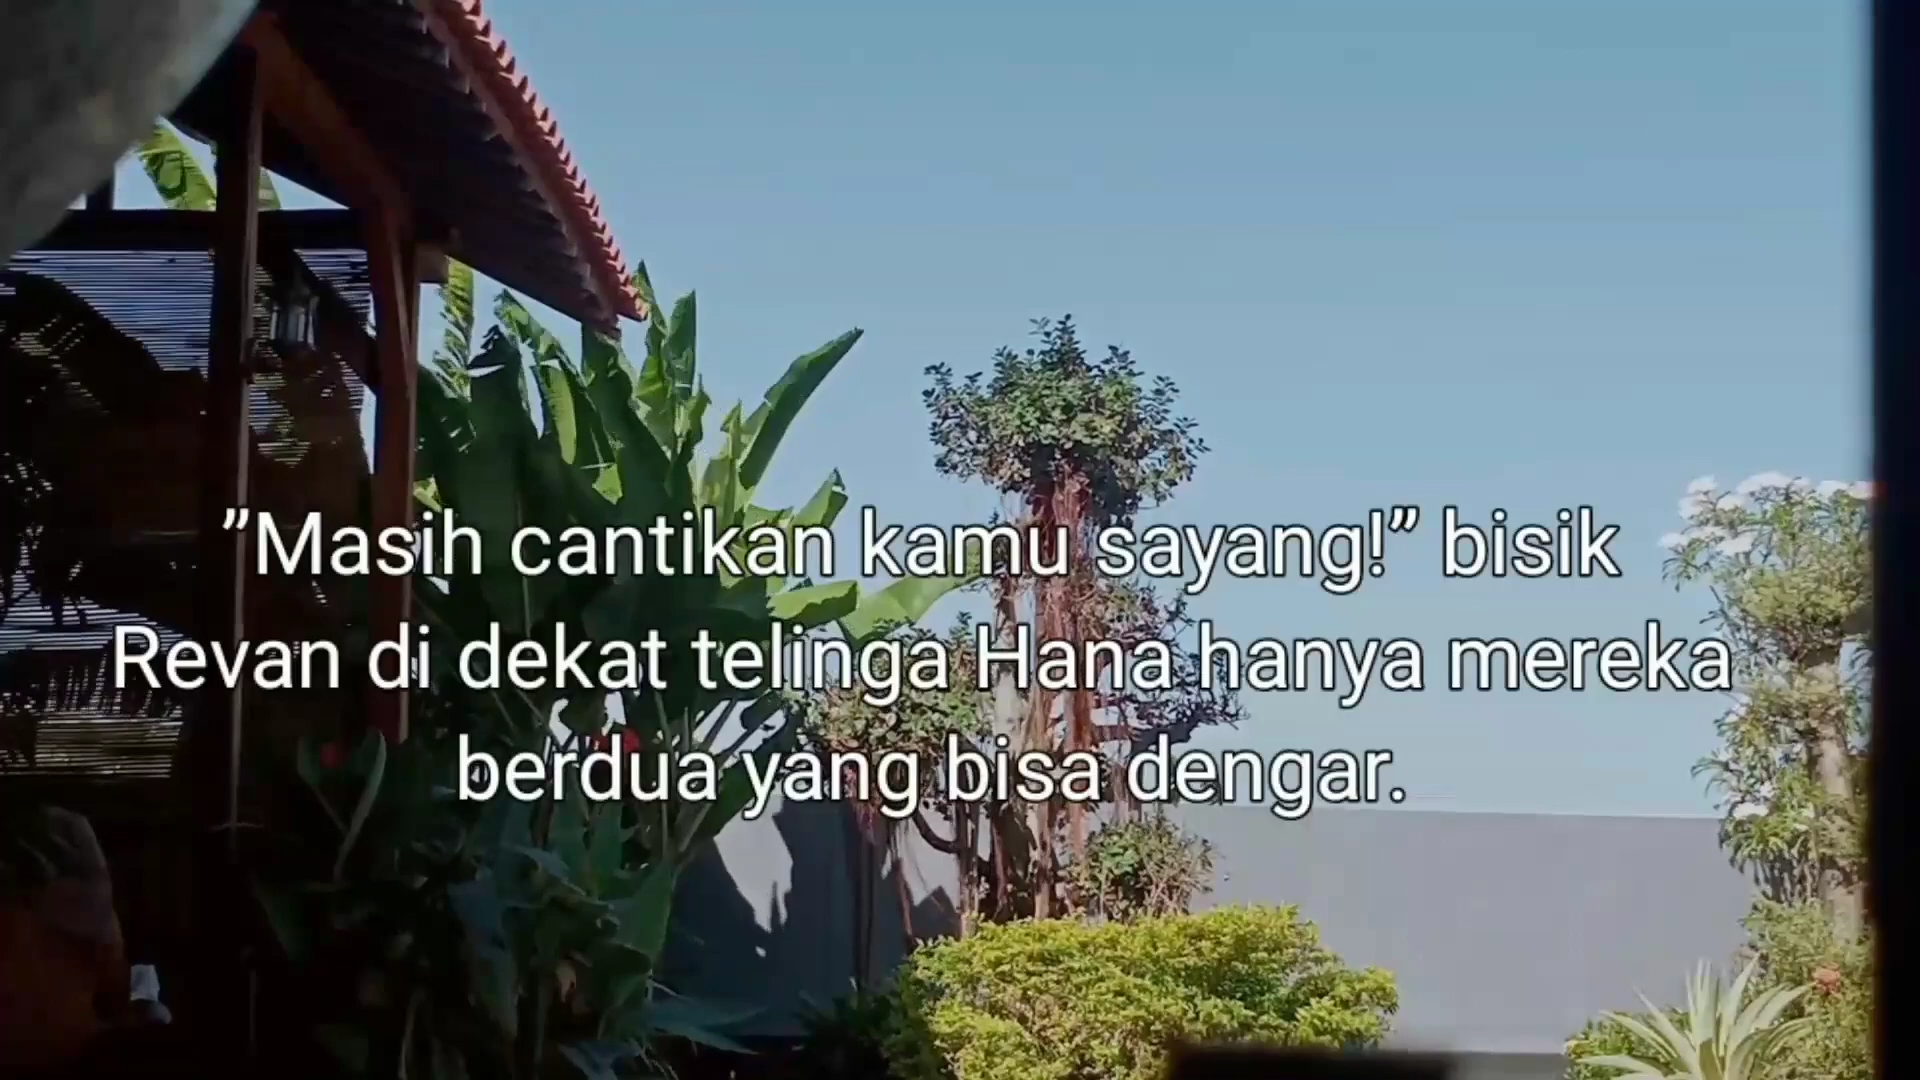 ”Masih cantikan kamu sayang!” bisik
Revan di dekat telinga Hana hanya mereka
berdua yang bisa dengar.